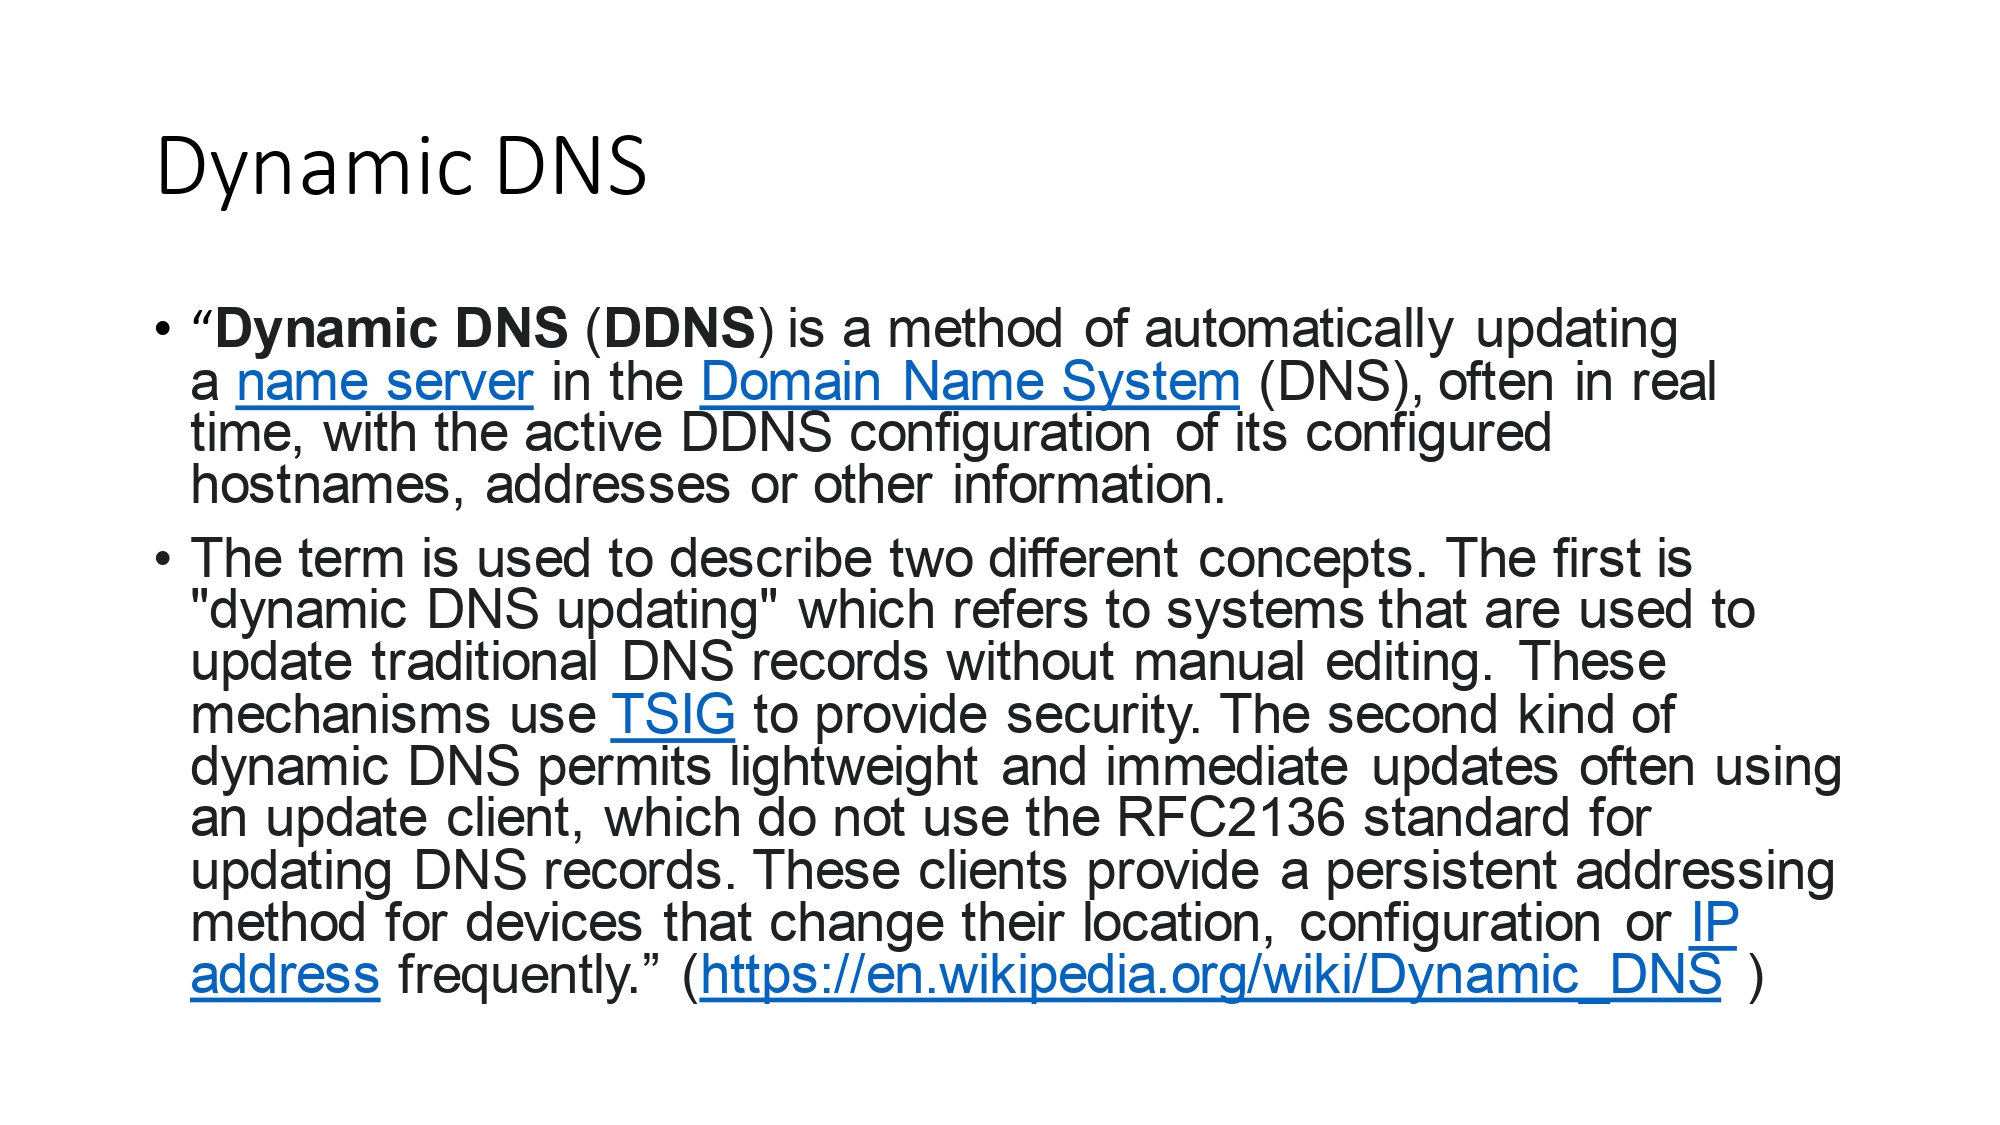 Dynamic DNS
• “Dynamic DNS (DDNS) is a method of automatically updating
a name server in the Domain Name System (DNS), often in real
time, with the active DDNS configuration of its configured
hostnames, addresses or other information.
• The term is used to describe two different concepts. The first is
"dynamic DNS updating" which refers to systems that are used to
update traditional DNS records without manual editing. These
mechanisms use TSIG to provide security. The second kind of
dynamic DNS permits lightweight and immediate updates often using
an update client, which do not use the RFC2136 standard for
updating DNS records. These clients provide a persistent addressing
method for devices that change their location, configuration or IP
address frequently.” (https://en.wikipedia.org/wiki/Dynamic_DNS )